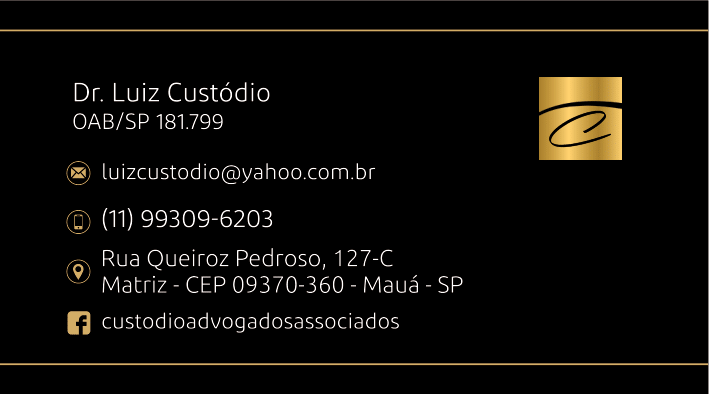 Dr. Luiz Custódio
OAB/SP 181.799
C
luizcustodio@yahoo.com.br
(11) 99309-6203
Rua Queiroz Pedroso, 127-C
Matriz - CEP 09370-360 - Mauá - SP
custodioadvogadosassociados